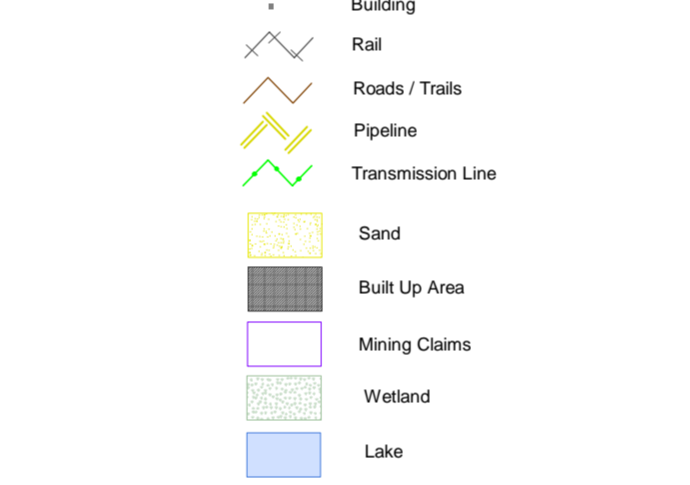 Building
Rail
Roads / Trails
Pipeline
Transmission Line
Sand
Built Up Area
Mining Claims
Wetland
Lake